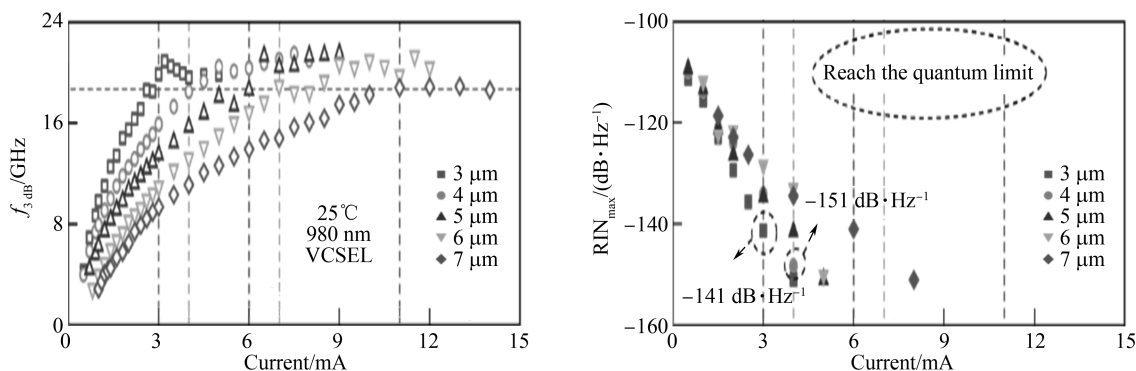 24
16
8
0
f3 dB/GHz
0 3 6 9 12 15
Current/mA
25℃
980 nm
VCSEL
3 μm
4 μm
5 μm
6 μm
7 μm
−100
−120
−140
−160
RINmax/(dB·Hz−1)
Reach the quantum limit
−151 dB·Hz−1
−141 dB·Hz−1
3 μm
4 μm
5 μm
6 μm
7 μm
0 3 6 9 12 15
Current/mA